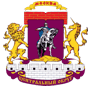 МОСКВА
ЦЕНТРАЛЬНЫЙ ОКРУГ